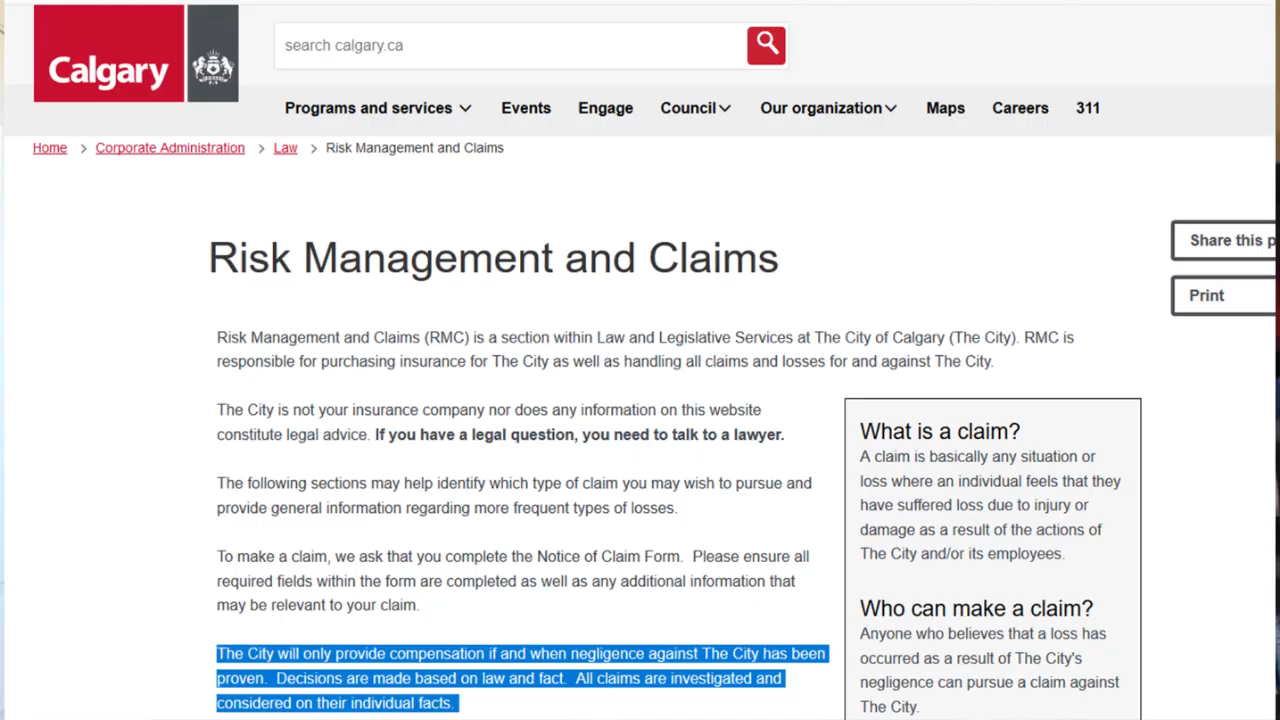 Calgary
search calgary.ca
Programs and services
Events
Engage
Council
Our organization
Maps
Careers
311
Home > Corporate Administration > Law > Risk Management and Claims
Share this p
Print
Risk Management and Claims
Risk Management and Claims (RMC) is a section within Law and Legislative Services at The City of Calgary (The City). RMC is
responsible for purchasing insurance for The City as well as handling all claims and losses for and against The City.
The City is not your insurance company nor does any information on this website
constitute legal advice. If you have a legal question, you need to talk to a lawyer.
The following sections may help identify which type of claim you may wish to pursue and
provide general information regarding more frequent types of losses.
To make a claim, we ask that you complete the Notice of Claim Form. Please ensure all
required fields within the form are completed as well as any additional information that
may be relevant to your claim.
The City will only provide compensation if and when negligence against The City has been
proven. Decisions are made based on law and fact. All claims are investigated and
considered on their individual facts.
What is a claim?
A claim is basically any situation or
loss where an individual feels that they
have suffered loss due to injury or
damage as a result of the actions of
The City and/or its employees.
Who can make a claim?
Anyone who believes that a loss has
occurred as a result of The City's
negligence can pursue a claim against
The City.